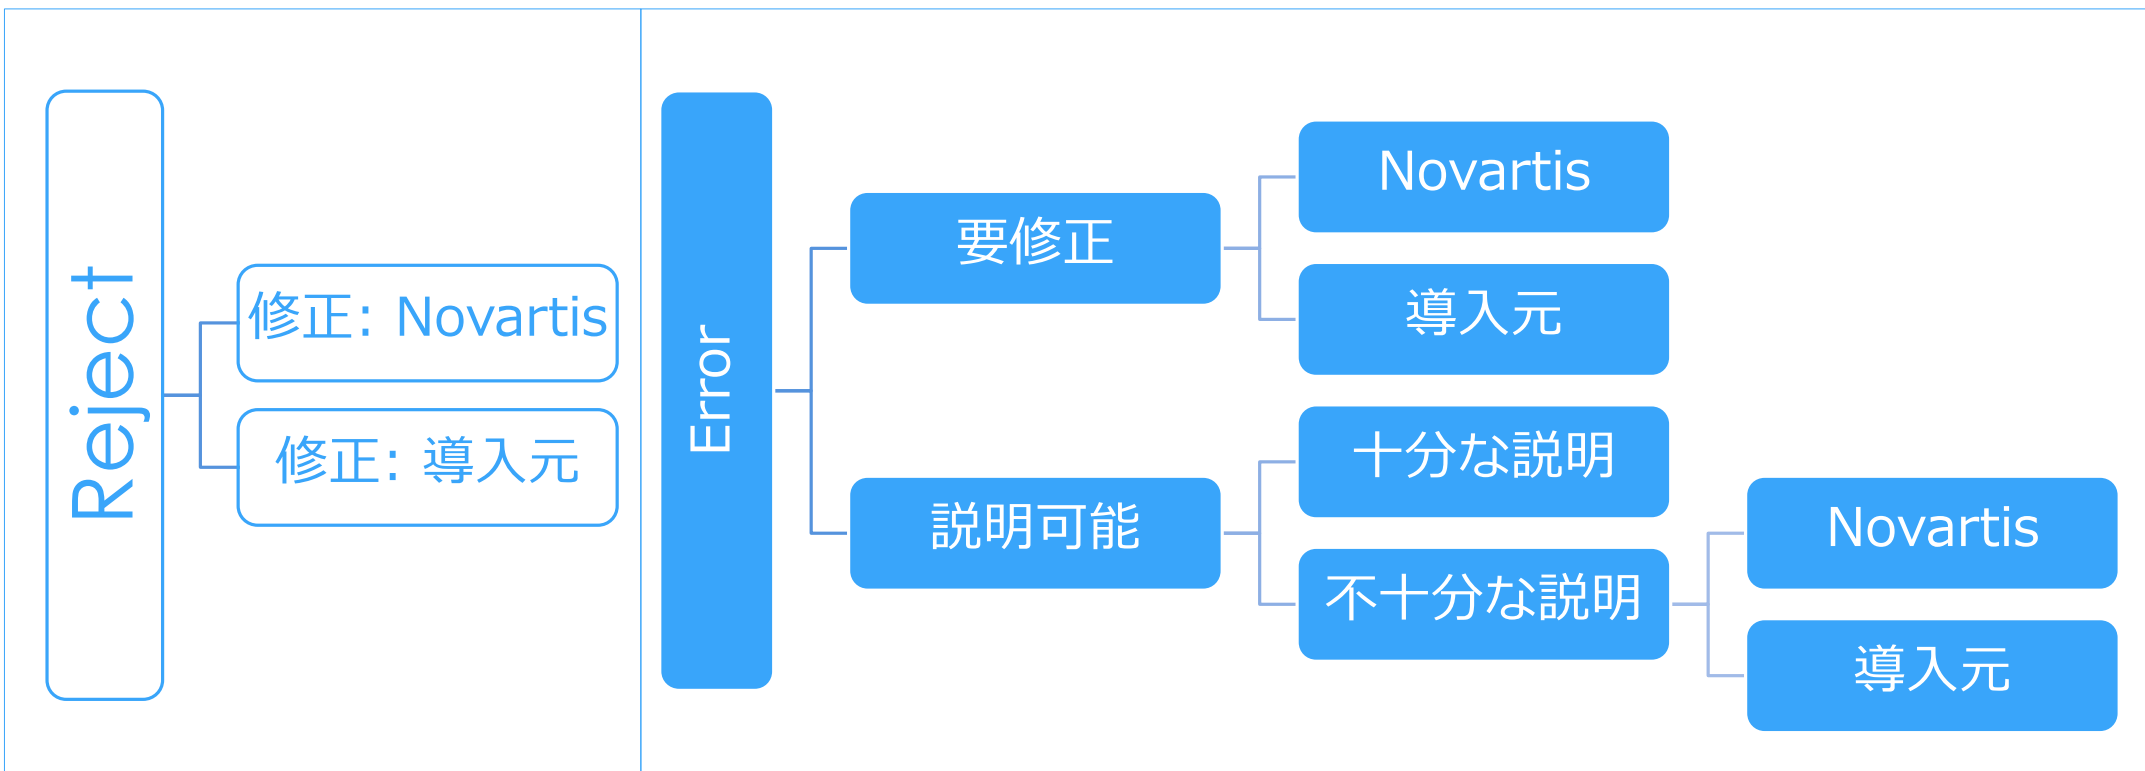 Reject
修正: Novartis
修正: 導入元
Error
要修正
Novartis
導入元
説明可能
十分な説明
不十分な説明
Novartis
導入元